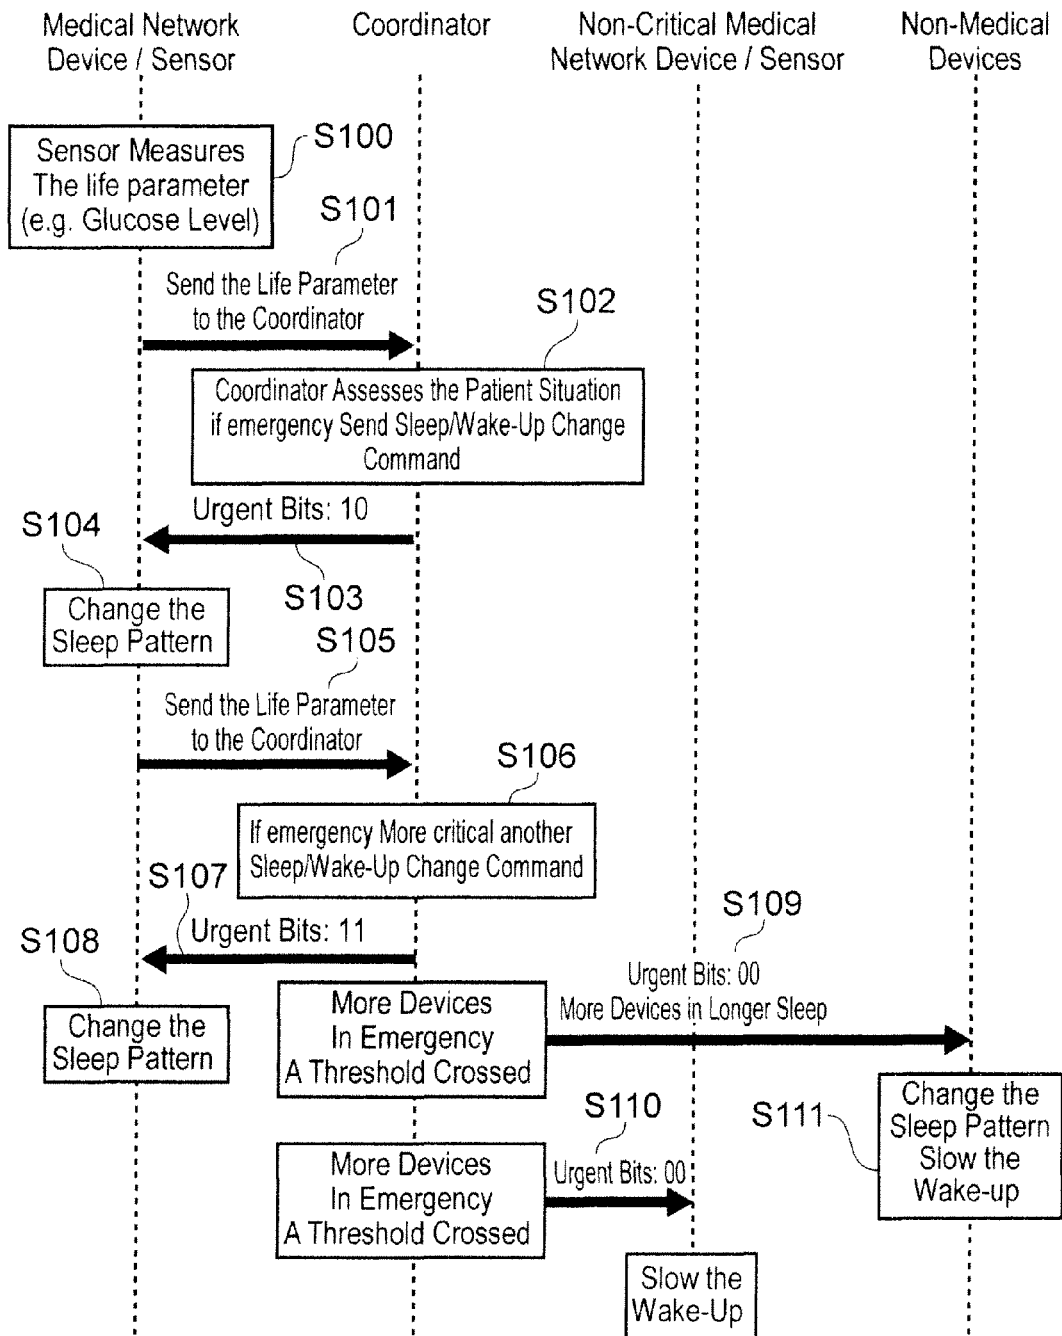 Medical Network
Device / Sensor
Coordinator
Non-Critical Medical
Network Device / Sensor
Non-Medical
Devices
Sensor Measures
The life parameter
(e.g. Glucose Level)
S100
S101
Send the Life Parameter
to the Coordinator
S102
Coordinator Assesses the Patient Situation
if emergency Send Sleep/Wake-Up Change
Command
Urgent Bits: 10
S104
S103
Change the
Sleep Pattern
S105
Send the Life Parameter
to the Coordinator
S106
If emergency More critical another
Sleep/Wake-Up Change Command
S107
Urgent Bits: 11
S108
Change the
Sleep Pattern
S109
Urgent Bits: 00
More Devices in Longer Sleep
More Devices
In Emergency
A Threshold Crossed
S110
Urgent Bits: 00
More Devices
In Emergency
A Threshold Crossed
S111
Change the
Sleep Pattern
Slow the
Wake-up
Slow the
Wake-Up